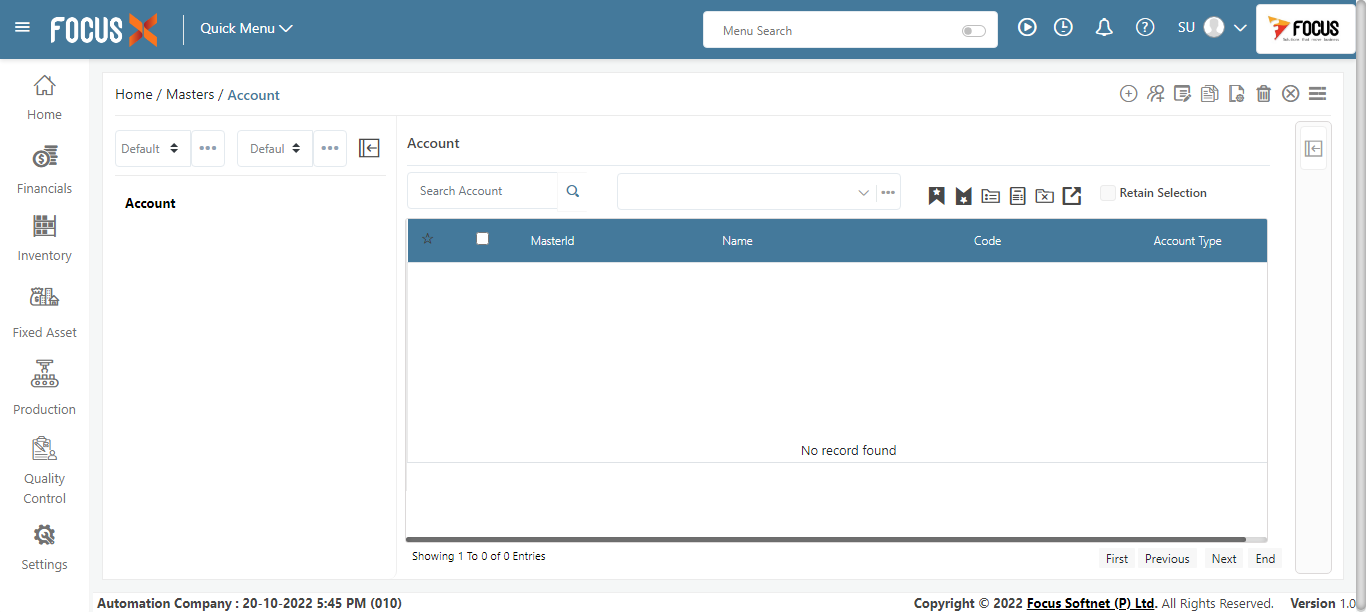 FOCUS X
Quick Menu
Menu Search
SU
FOCUS
Home
Financials
Inventory
Fixed Asset
Production
Quality
Control
Settings
Home / Masters / Account
Default
Defaul
Account
Account
Search Account
Retain Selection
MasterId Name Code Account Type
No record found
Showing 1 To 0 of 0 Entries
First Previous Next End
Automation Company : 20-10-2022 5:45 PM (010)
Copyright © 2022 Focus Softnet (P) Ltd. All Rights Reserved. Version 1.0